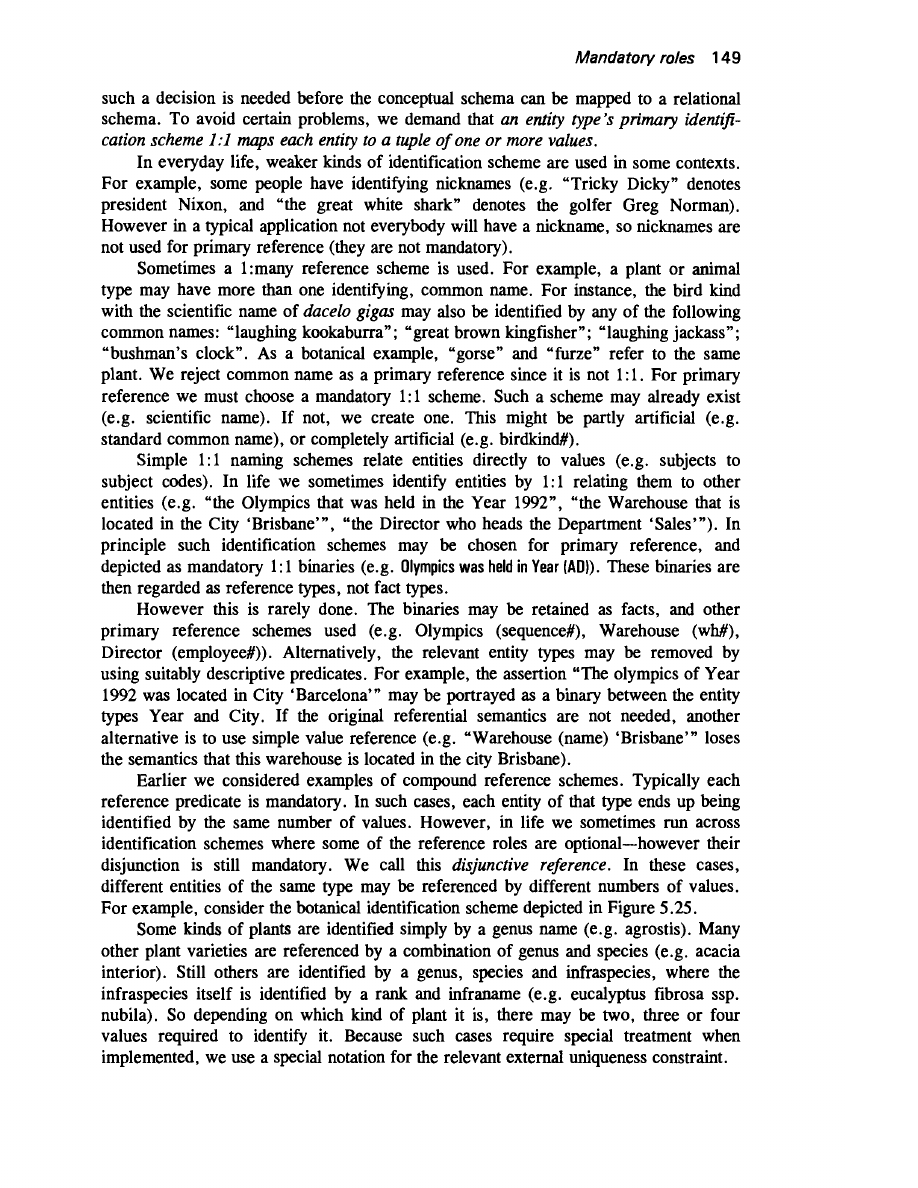 Mandatory roles 149
such a decision is needed before the conceptual schema can be mapped to a relational
schema. To avoid certain problems, we demand that an entity type's primary identifi-
cation scheme 1:1 maps each entity to a tuple of one or more values.
In everyday life, weaker kinds of identification scheme are used in some contexts.
For example, some people have identifying nicknames (e.g. “Tricky Dicky” denotes
president Nixon, and “the great white shark” denotes the golfer Greg Norman).
However in a typical application not everybody will have a nickname, so nicknames are
not used for primary reference (they are not mandatory).
Sometimes a 1:many reference scheme is used. For example, a plant or animal
type may have more than one identifying, common name. For instance, the bird kind
with the scientific name of dacelo gigas may also be identified by any of the following
common names: “laughing kookaburra”; “great brown kingfisher”; “laughing jackass”;
“bushman's clock”. As a botanical example, “gorse” and “furze” refer to the same
plant. We reject common name as a primary reference since it is not 1:1. For primary
reference we must choose a mandatory 1:1 scheme. Such a scheme may already exist
(e.g. scientific name). If not, we create one. This might be partly artificial (e.g.
standard common name), or completely artificial (e.g. birdkind#).
Simple 1:1 naming schemes relate entities directly to values (e.g. subjects to
subject codes). In life we sometimes identify entities by 1:1 relating them to other
entities (e.g. “the Olympics that was held in the Year 1992”, “the Warehouse that is
located in the City ‘Brisbane’”, “the Director who heads the Department ‘Sales’”). In
principle such identification schemes may be chosen for primary reference, and
depicted as mandatory 1:1 binaries (e.g. Olympics was held in Year (AD)). These binaries are
then regarded as reference types, not fact types.
However this is rarely done. The binaries may be retained as facts, and other
primary reference schemes used (e.g. Olympics (sequence#), Warehouse (wh#),
Director (employee#)). Alternatively, the relevant entity types may be removed by
using suitably descriptive predicates. For example, the assertion “The olympics of Year
1992 was located in City ‘Barcelona’” may be portrayed as a binary between the entity
types Year and City. If the original referential semantics are not needed, another
alternative is to use simple value reference (e.g. “Warehouse (name) ‘Brisbane’” loses
the semantics that this warehouse is located in the city Brisbane).
Earlier we considered examples of compound reference schemes. Typically each
reference predicate is mandatory. In such cases, each entity of that type ends up being
identified by the same number of values. However, in life we sometimes run across
identification schemes where some of the reference roles are optional—however their
disjunction is still mandatory. We call this disjunctive reference. In these cases,
different entities of the same type may be referenced by different numbers of values.
For example, consider the botanical identification scheme depicted in Figure 5.25.
Some kinds of plants are identified simply by a genus name (e.g. agrostis). Many
other plant varieties are referenced by a combination of genus and species (e.g. acacia
interior). Still others are identified by a genus, species and infraspecies, where the
infraspecies itself is identified by a rank and infraname (e.g. eucalyptus fibrosa ssp.
nubila). So depending on which kind of plant it is, there may be two, three or four
values required to identify it. Because such cases require special treatment when
implemented, we use a special notation for the relevant external uniqueness constraint.